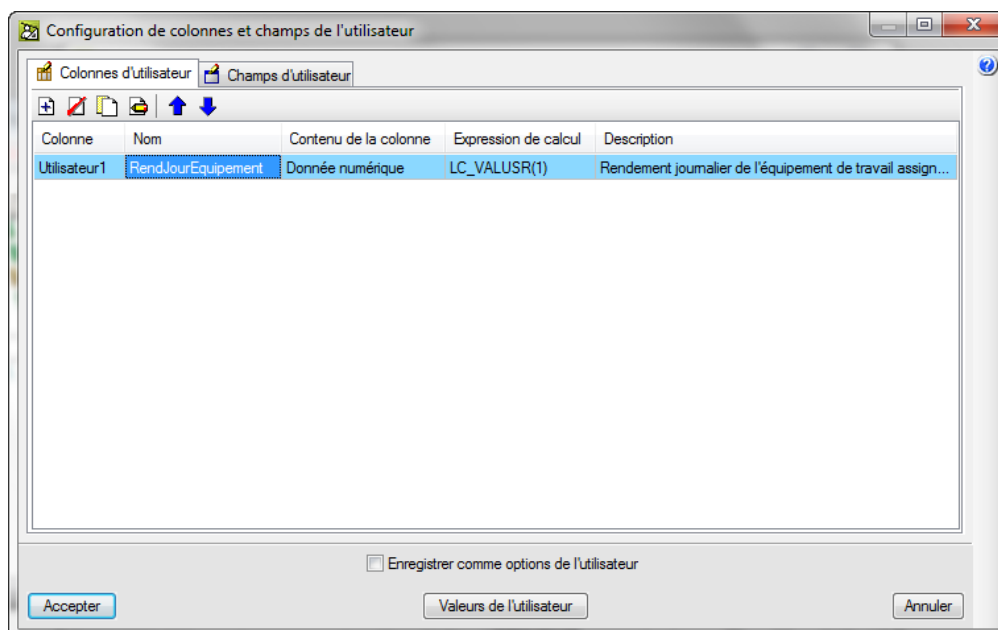 Configuration de colonnes et champs de l'utilisateur
Colonnes d'utilisateur Champs d'utilisateur
Colonne Nom Contenu de la colonne Expression de calcul Description
Utilisateur1 RendJourEquipement Donnée numérique LC_VALUSR(1) Rendement journalier de l'équipement de travail assign...
Enregistrer comme options de l'utilisateur
Accepter Valeurs de l'utilisateur Annuler